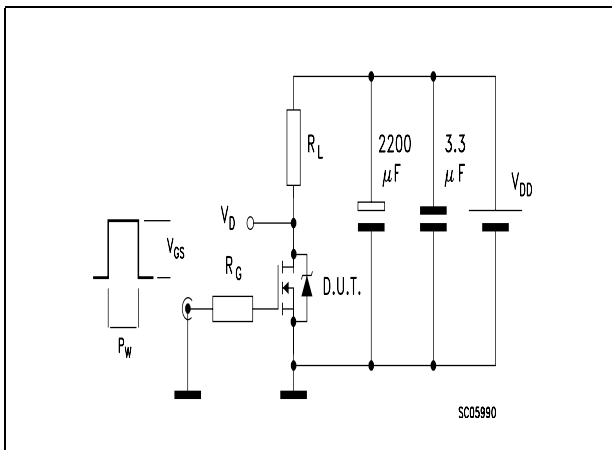 R_L
2200
μF
3.3
μF
V_DD
V_D
V_GS
R_G
D.U.T.
P_W
SC05990